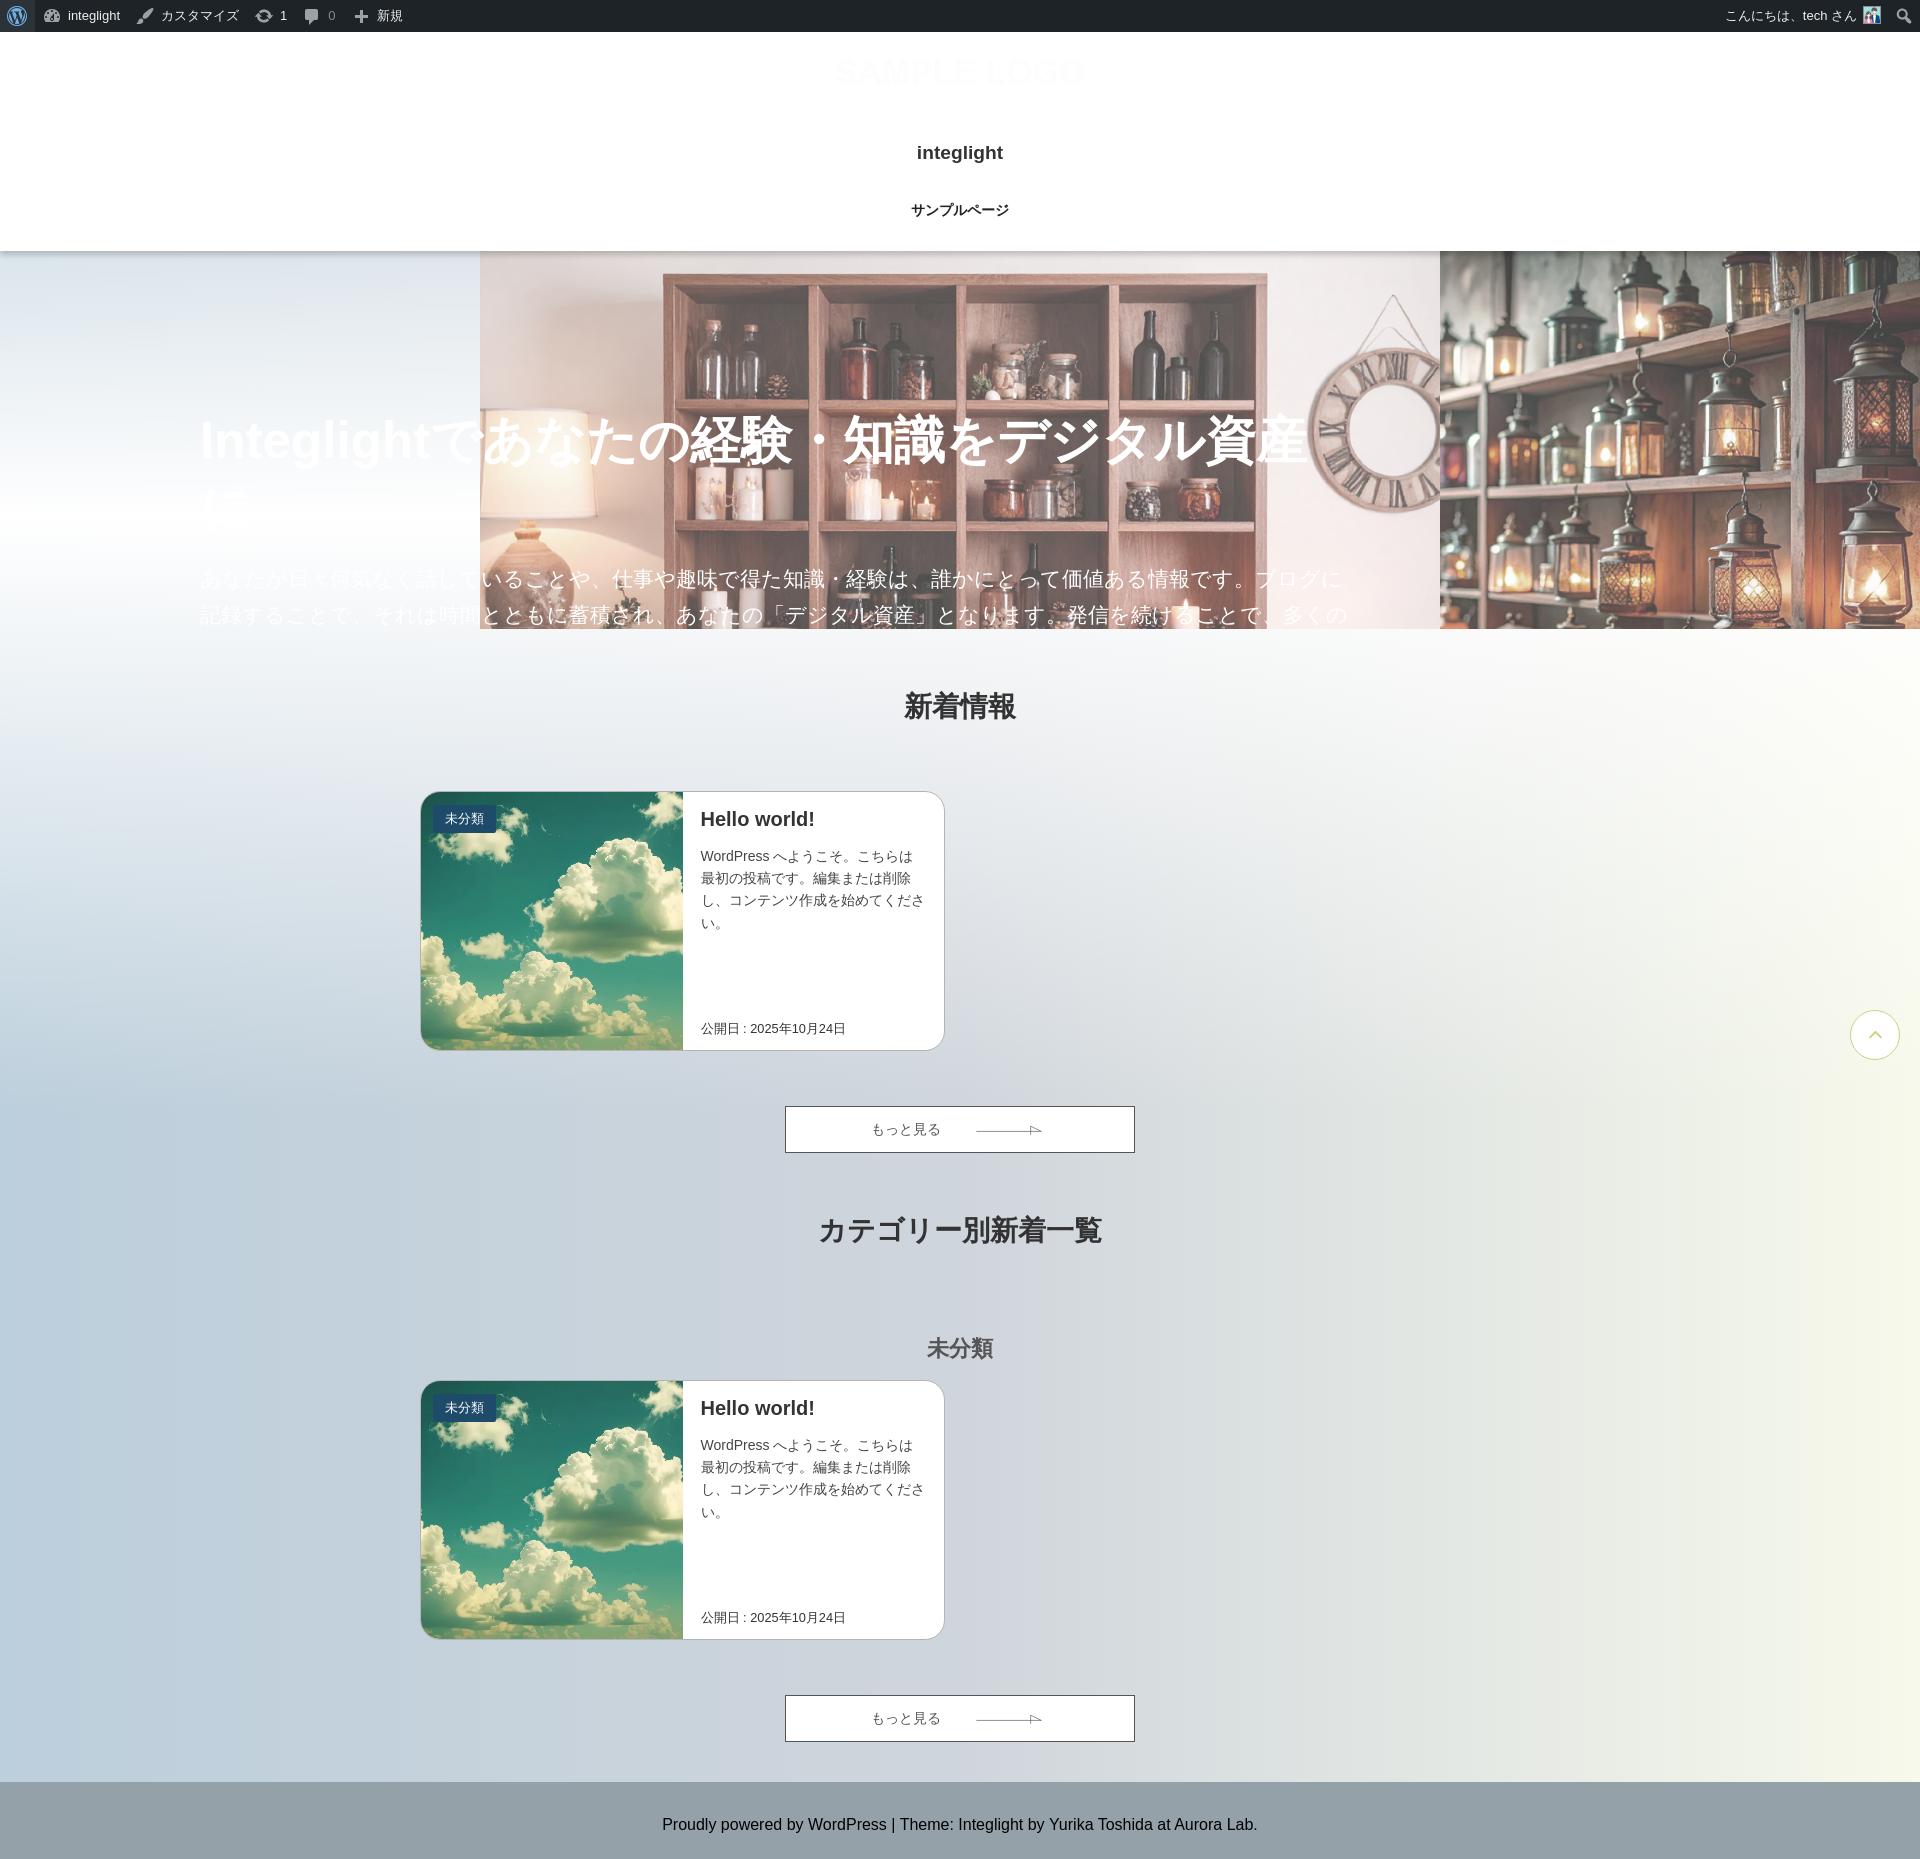 integlight
カスタマイズ
1
0
新規
こんにちは、tech さん
SAMPLE LOGO
integlight
サンプルページ
Integlightであなたの経験・知識をデジタル資産
に
ていることや、仕事や趣味で得た知識・経験は、誰かにとって価値ある情報です。ブログに
記録することで、それは時間とともに蓄積され、あなたの「デジタル資産」となります。発信を続けることで、多くの
新着情報
未分類
Hello world!
WordPress へようこそ。こちらは
最初の投稿です。編集または削除
し、コンテンツ作成を始めてくださ
い。
公開日 : 2025年10月24日
もっと見る
カテゴリー別新着一覧
未分類
未分類
Hello world!
WordPress へようこそ。こちらは
最初の投稿です。編集または削除
し、コンテンツ作成を始めてくださ
い。
公開日 : 2025年10月24日
もっと見る
Proudly powered by WordPress | Theme: Integlight by Yurika Toshida at Aurora Lab.